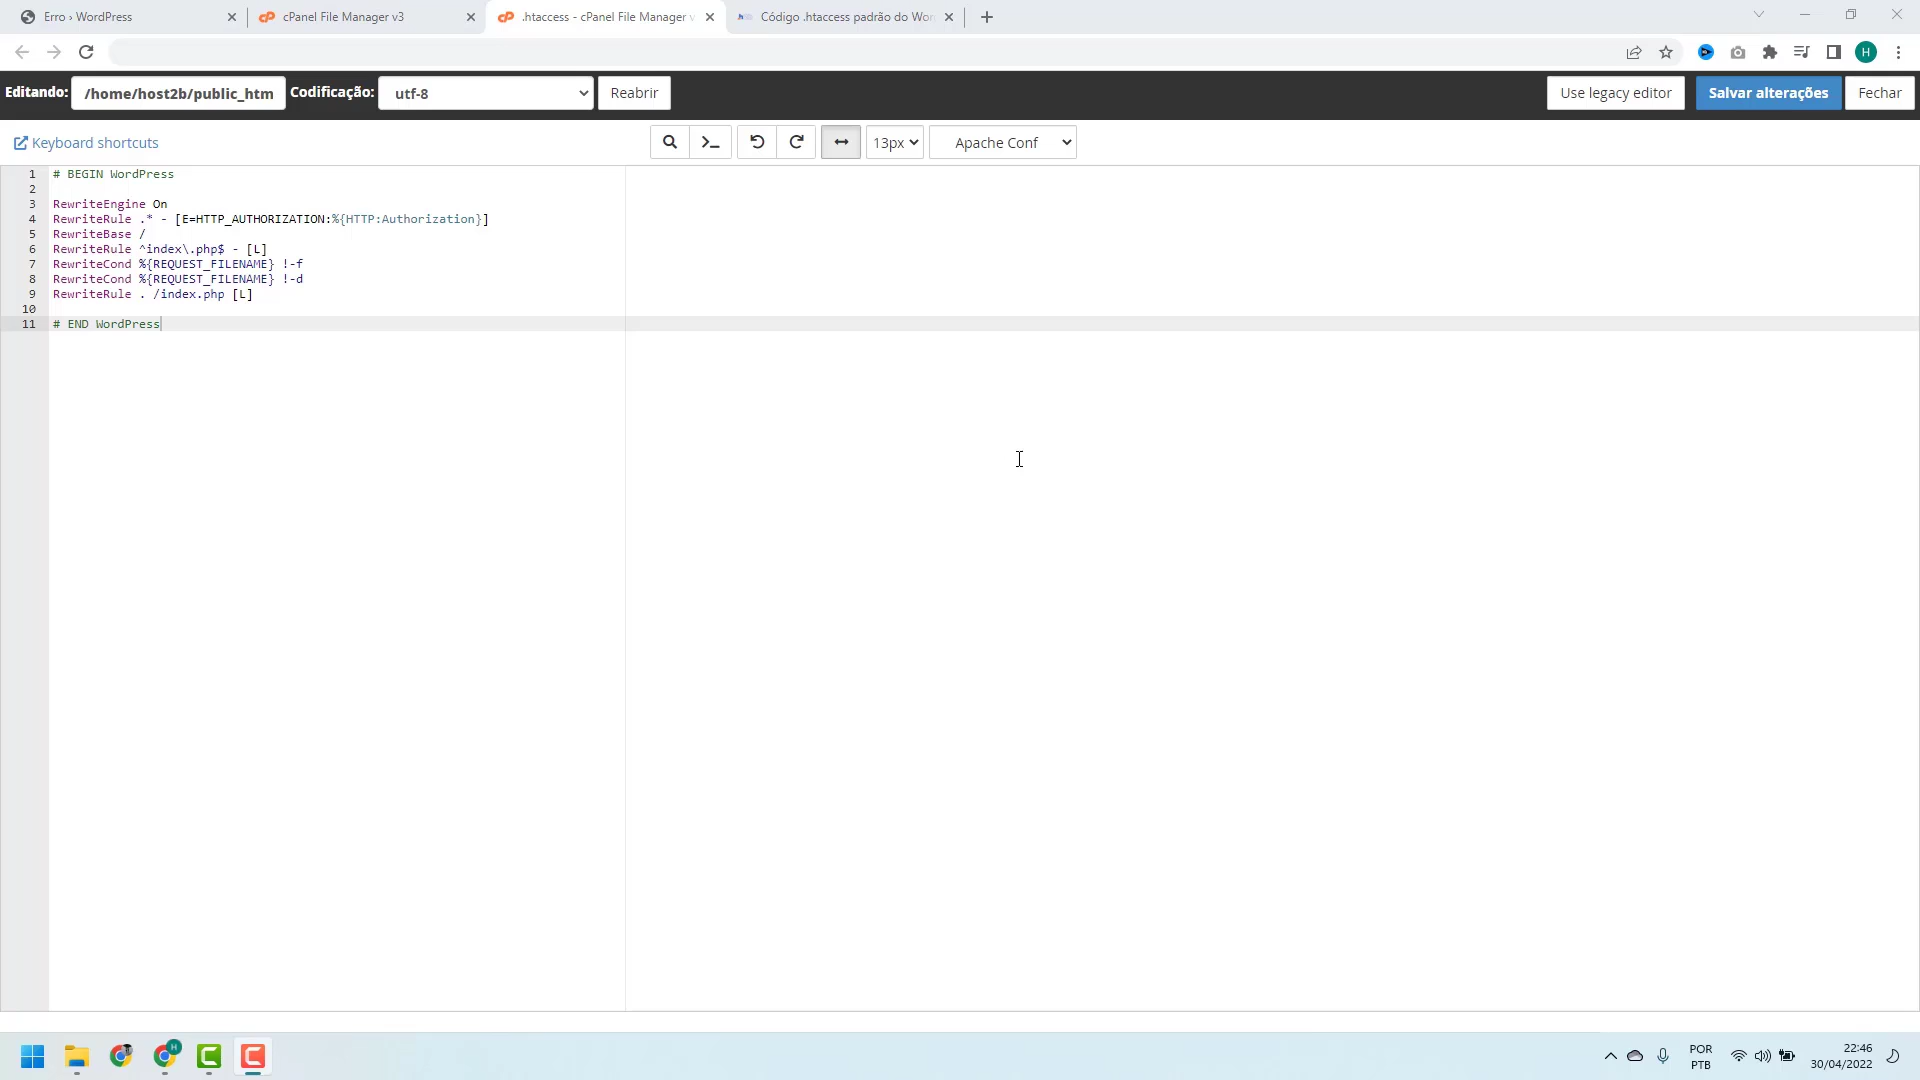 Erro › WordPress
cPanel File Manager v3
.htaccess - cPanel File Manager v
Código .htaccess padrão do Wor
H
Editando:
/home/host2b/public_htm
Codificação:
utf-8
Reabrir
Use legacy editor
Salvar alterações
Fechar
Keyboard shortcuts
13px
Apache Conf
1 # BEGIN WordPress
2
3 RewriteEngine On
4 RewriteRule .* - [E=HTTP_AUTHORIZATION:%{HTTP:Authorization}]
5 RewriteBase /
6 RewriteRule ^index\.php$ - [L]
7 RewriteCond %{REQUEST_FILENAME} !-f
8 RewriteCond %{REQUEST_FILENAME} !-d
9 RewriteRule . /index.php [L]
10
11 # END WordPress
H
POR
PTB
22:46
30/04/2022